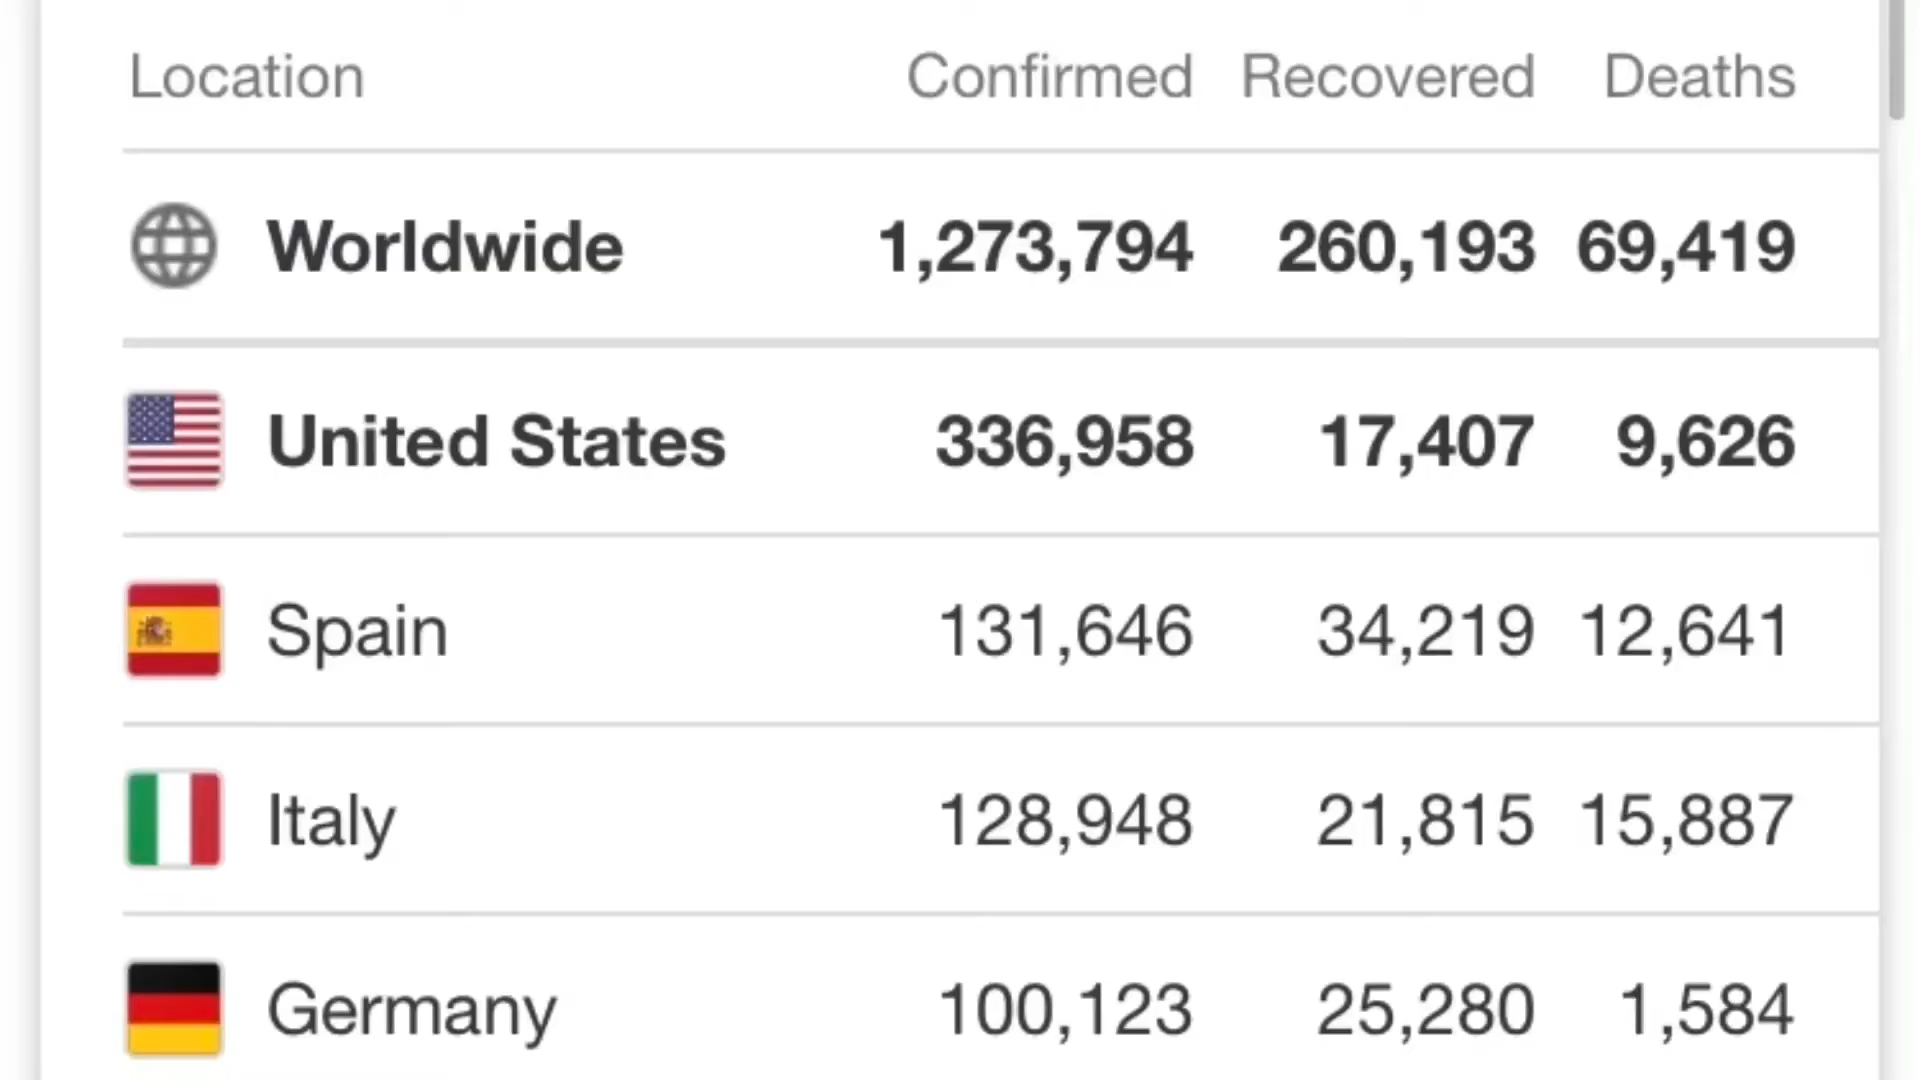 Location Confirmed Recovered Deaths
Worldwide 1,273,794 260,193 69,419
United States 336,958 17,407 9,626
Spain 131,646 34,219 12,641
Italy 128,948 21,815 15,887
Germany 100,123 25,280 1,584